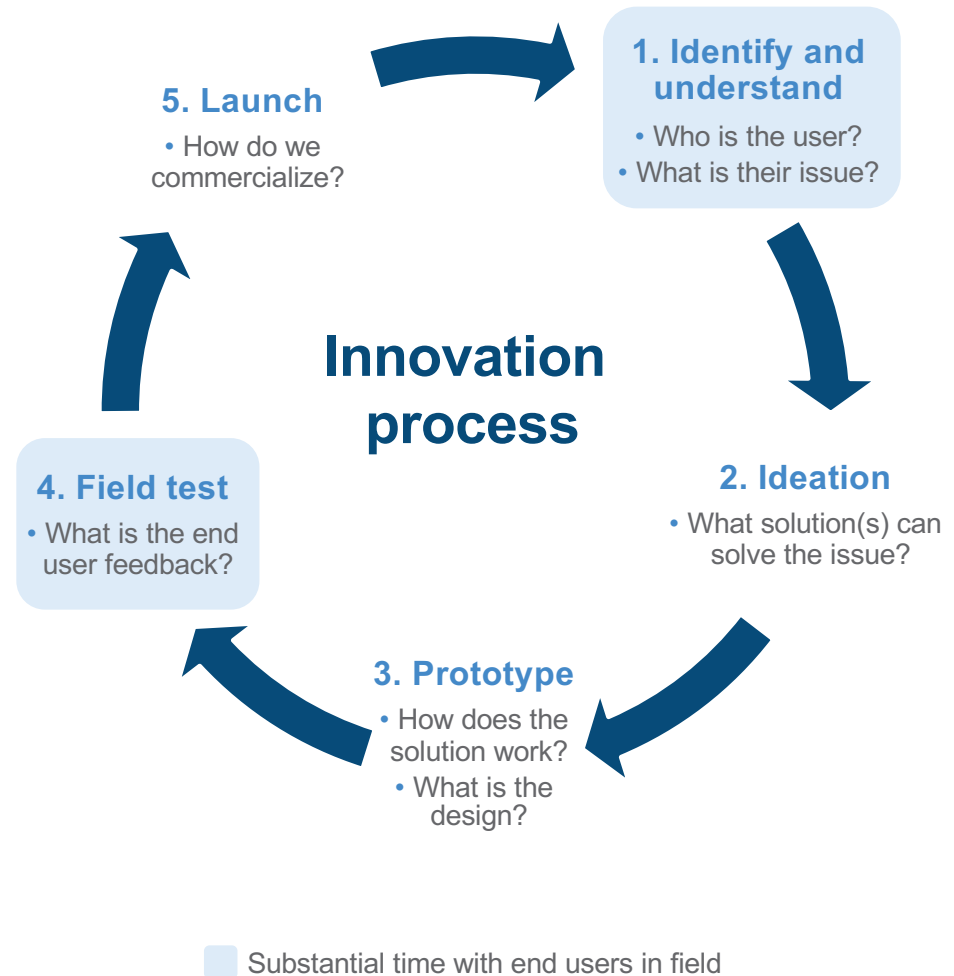 Innovation
process
1. Identify and
understand
• Who is the user?
• What is their issue?
2. Ideation
• What solution(s) can
solve the issue?
3. Prototype
• How does the
solution work?
• What is the
design?
4. Field test
• What is the end
user feedback?
5. Launch
• How do we
commercialize?
Substantial time with end users in field